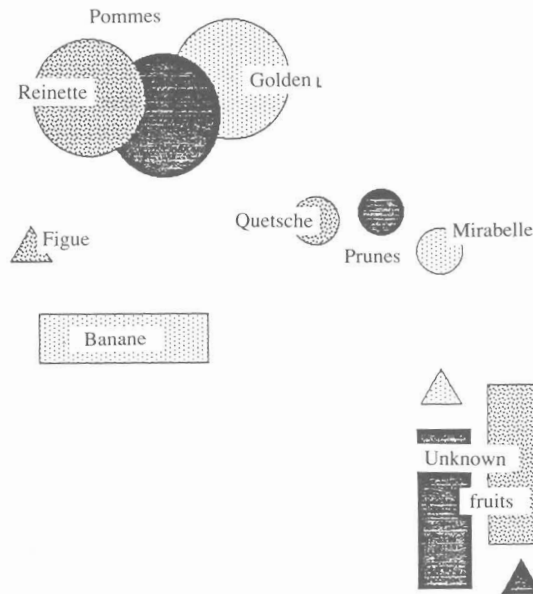 Pommes
Golden
Reinette
Quetsche
Mirabelle
Figue
Prunes
Banane
Unknown
fruits